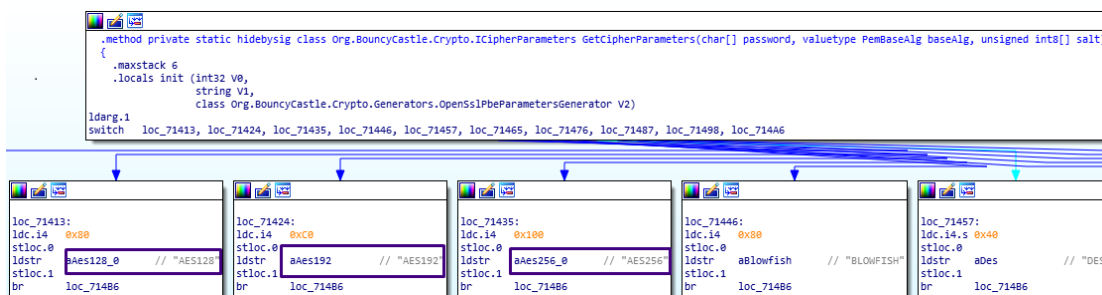 .method private static hidebysig class Org.BouncyCastle.Crypto.ICipherParameters GetCipherParameters(char[] password, valuetype PemBaseAlg baseAlg, unsigned int8[] salt)
{
.maxstack 6
.locals init (int32 V0,
string V1,
class Org.BouncyCastle.Crypto.Generators.OpenSslPbeParametersGenerator V2)
ldarg.1
switch loc_71413, loc_71424, loc_71435, loc_71446, loc_71457, loc_71465, loc_71476, loc_71487, loc_71498, loc_714A6
loc_71413:
ldc.i4 0x80
stloc.0
ldstr aAes128_0 // "AES128"
stloc.1
br loc_714B6
loc_71424:
ldc.i4 0xC0
stloc.0
ldstr aAes192 // "AES192"
stloc.1
br loc_714B6
loc_71435:
ldc.i4 0x100
stloc.0
ldstr aAes256_0 // "AES256"
stloc.1
br loc_714B6
loc_71446:
ldc.i4 0x80
stloc.0
ldstr aBlowfish // "BLOWFISH"
stloc.1
br loc_714B6
loc_71457:
ldc.i4.s 0x40
stloc.0
ldstr aDes // "DES
stloc.1
br loc_714B6